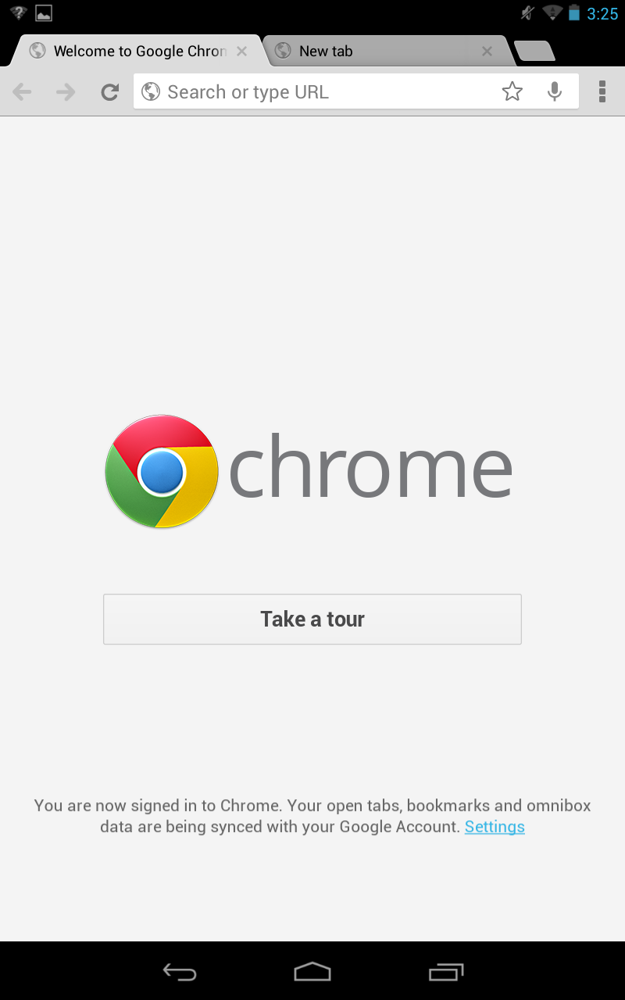 3:25
Welcome to Google Chron
New tab
Search or type URL
chrome
Take a tour
You are now signed in to Chrome. Your open tabs, bookmarks and omnibox
data are being synced with your Google Account. Settings